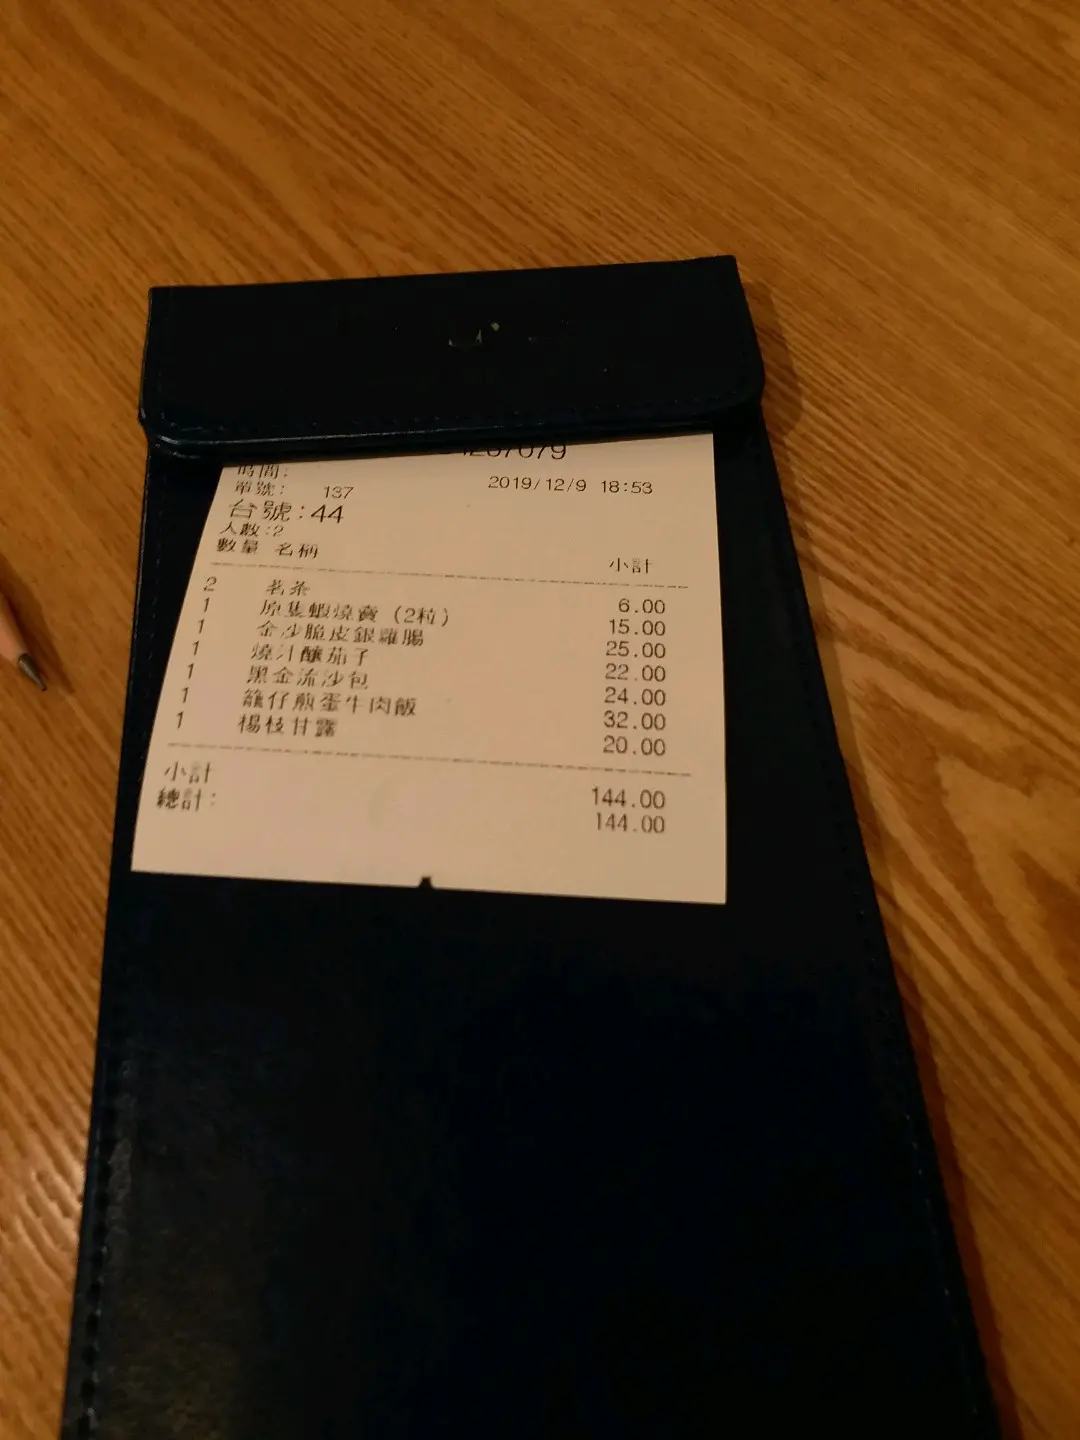 時間:
單號: 137 2019/12/9 18:53
台號:44
人數:2
數量 名稱 小計
2 茗茶 6.00
1 原隻蝦燒賣 (2粒) 15.00
1 金沙脆皮銀蘿腸 25.00
1 燒汁釀茄子 22.00
1 黑金流沙包 24.00
1 籠仔煎蛋牛肉飯 32.00
1 楊枝甘露 20.00
小計 144.00
總計: 144.00